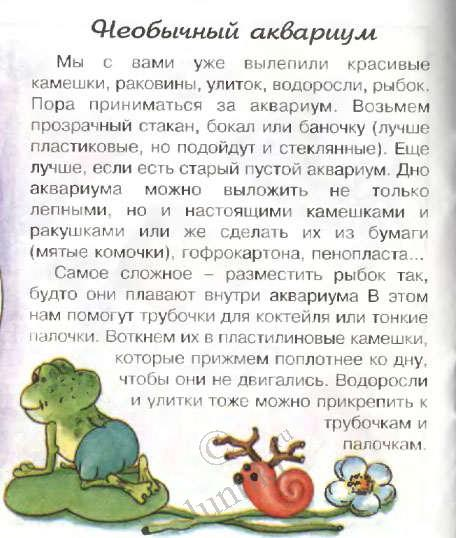 Необычный аквариум
Мы с вами уже вылепили красивые
камешки, раковины, улиток, водоросли, рыбок.
Пора приниматься за аквариум. Возьмем
прозрачный стакан, бокал или баночку (лучше
пластиковые, но подойдут и стеклянные). Еще
лучше, если есть старый пустой аквариум. Дно
аквариума можно выложить не только
лепными, но и настоящими камешками и
ракушками или же сделать их из бумаги
(мятые комочки), гофрокартона, пенопласта...
Самое сложное – разместить рыбок так,
будто они плавают внутри аквариума В этом
нам помогут трубочки для коктейля или тонкие
палочки. Воткнем их в пластилиновые камешки,
которые прижмем поплотнее ко дну,
чтобы они не двигались. Водоросли
и улитки тоже можно прикрепить к
трубочкам и
палочкам.